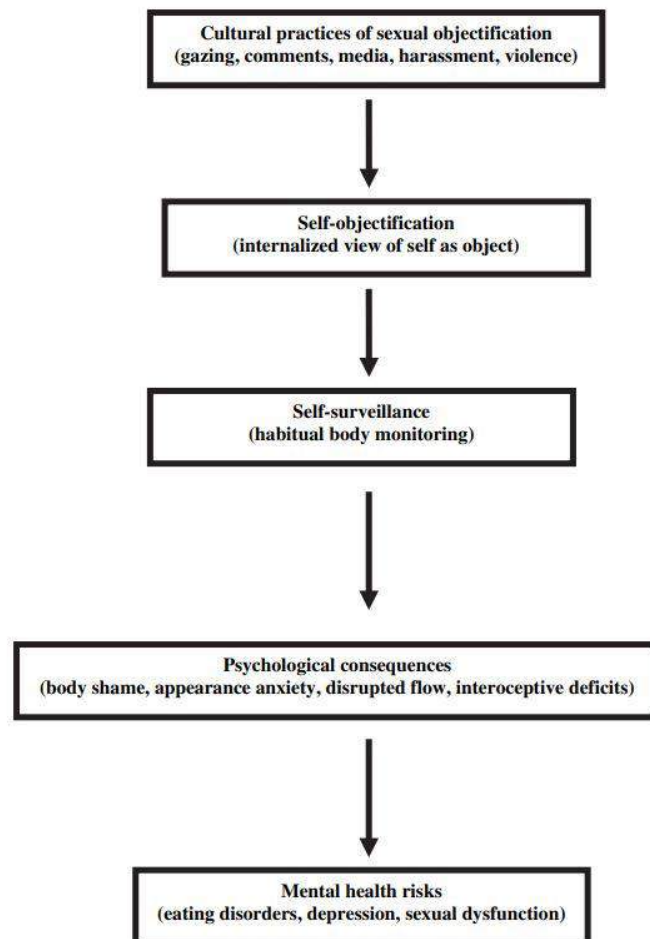 Cultural practices of sexual objectification
(gazing, comments, media, harassment, violence)
Self-objectification
(internalized view of self as object)
Self-surveillance
(habitual body monitoring)
Psychological consequences
(body shame, appearance anxiety, disrupted flow, interoceptive deficits)
Mental health risks
(eating disorders, depression, sexual dysfunction)